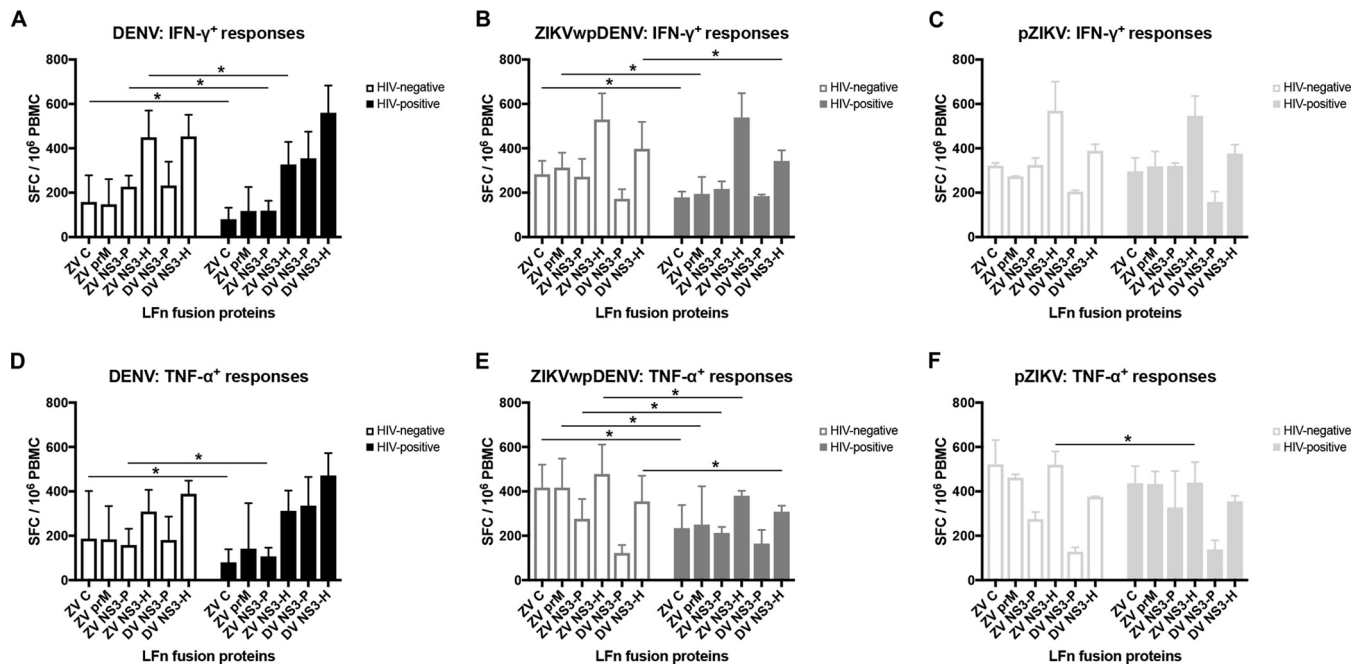 A
DENV: IFN-γ+ responses
SFC / 10⁶ PBMC
800
600
400
200
0
* 
* 
* 
HIV-negative
HIV-positive
ZV C
ZV prM
ZV NS3-P
ZV NS3-H
DV NS3-P
DV NS3-H
ZV C
ZV prM
ZV NS3-P
ZV NS3-H
DV NS3-P
DV NS3-H
LFn fusion proteins
B
ZIKVwpDENV: IFN-γ+ responses
SFC / 10⁶ PBMC
800
600
400
200
0
* 
* 
* 
HIV-negative
HIV-positive
ZV C
ZV prM
ZV NS3-P
ZV NS3-H
DV NS3-P
DV NS3-H
ZV C
ZV prM
ZV NS3-P
ZV NS3-H
DV NS3-P
DV NS3-H
LFn fusion proteins
C
pZIKV: IFN-γ+ responses
SFC / 10⁶ PBMC
800
600
400
200
0
HIV-negative
HIV-positive
ZV C
ZV prM
ZV NS3-P
ZV NS3-H
DV NS3-P
DV NS3-H
ZV C
ZV prM
ZV NS3-P
ZV NS3-H
DV NS3-P
DV NS3-H
LFn fusion proteins
D
DENV: TNF-α+ responses
SFC / 10⁶ PBMC
800
600
400
200
0
* 
* 
HIV-negative
HIV-positive
ZV C
ZV prM
ZV NS3-P
ZV NS3-H
DV NS3-P
DV NS3-H
ZV C
ZV prM
ZV NS3-P
ZV NS3-H
DV NS3-P
DV NS3-H
LFn fusion proteins
E
ZIKVwpDENV: TNF-α+ responses
SFC / 10⁶ PBMC
800
600
400
200
0
* 
* 
* 
* 
* 
HIV-negative
HIV-positive
ZV C
ZV prM
ZV NS3-P
ZV NS3-H
DV NS3-P
DV NS3-H
ZV C
ZV prM
ZV NS3-P
ZV NS3-H
DV NS3-P
DV NS3-H
LFn fusion proteins
F
pZIKV: TNF-α+ responses
SFC / 10⁶ PBMC
800
600
400
200
0
* 
HIV-negative
HIV-positive
ZV C
ZV prM
ZV NS3-P
ZV NS3-H
DV NS3-P
DV NS3-H
ZV C
ZV prM
ZV NS3-P
ZV NS3-H
DV NS3-P
DV NS3-H
LFn fusion proteins